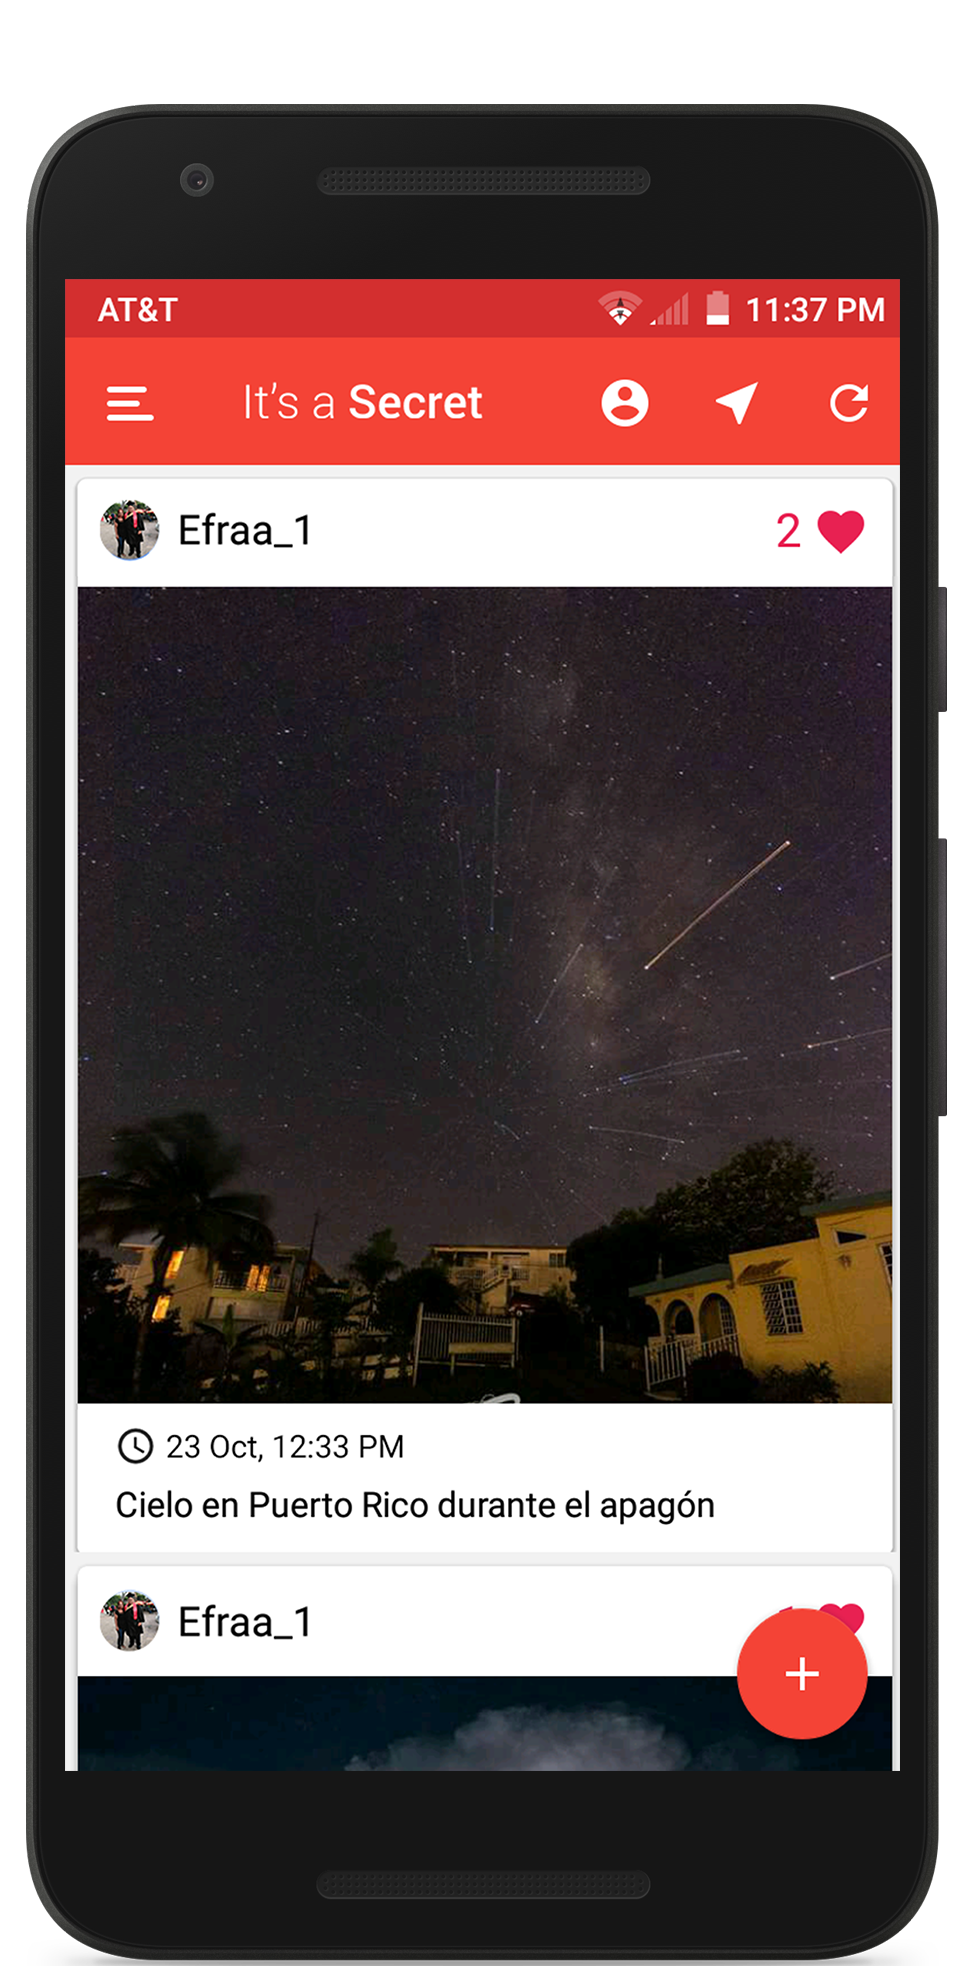 AT&T 11:37 PM
It's a Secret
Efraa_1 2
23 Oct, 12:33 PM
Cielo en Puerto Rico durante el apagón
Efraa_1
+